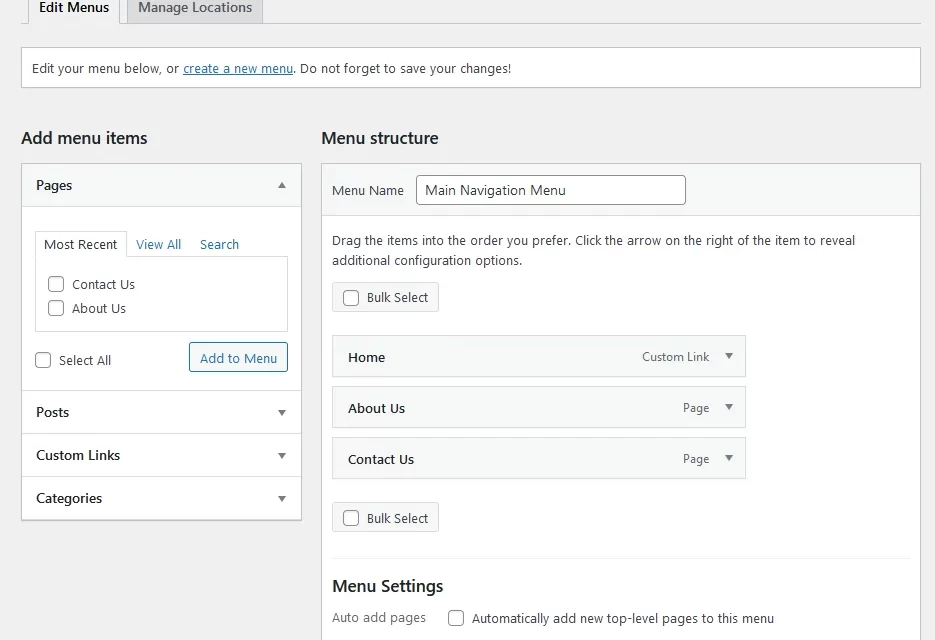 Edit Menus
Manage Locations
Edit your menu below, or create a new menu. Do not forget to save your changes!
Add menu items
Pages
Most Recent
View All
Search
Contact Us
About Us
Select All
Add to Menu
Posts
Custom Links
Categories
Menu structure
Menu Name
Main Navigation Menu
Drag the items into the order you prefer. Click the arrow on the right of the item to reveal
additional configuration options.
Bulk Select
Home
Custom Link
About Us
Page
Contact Us
Page
Bulk Select
Menu Settings
Auto add pages
Automatically add new top-level pages to this menu